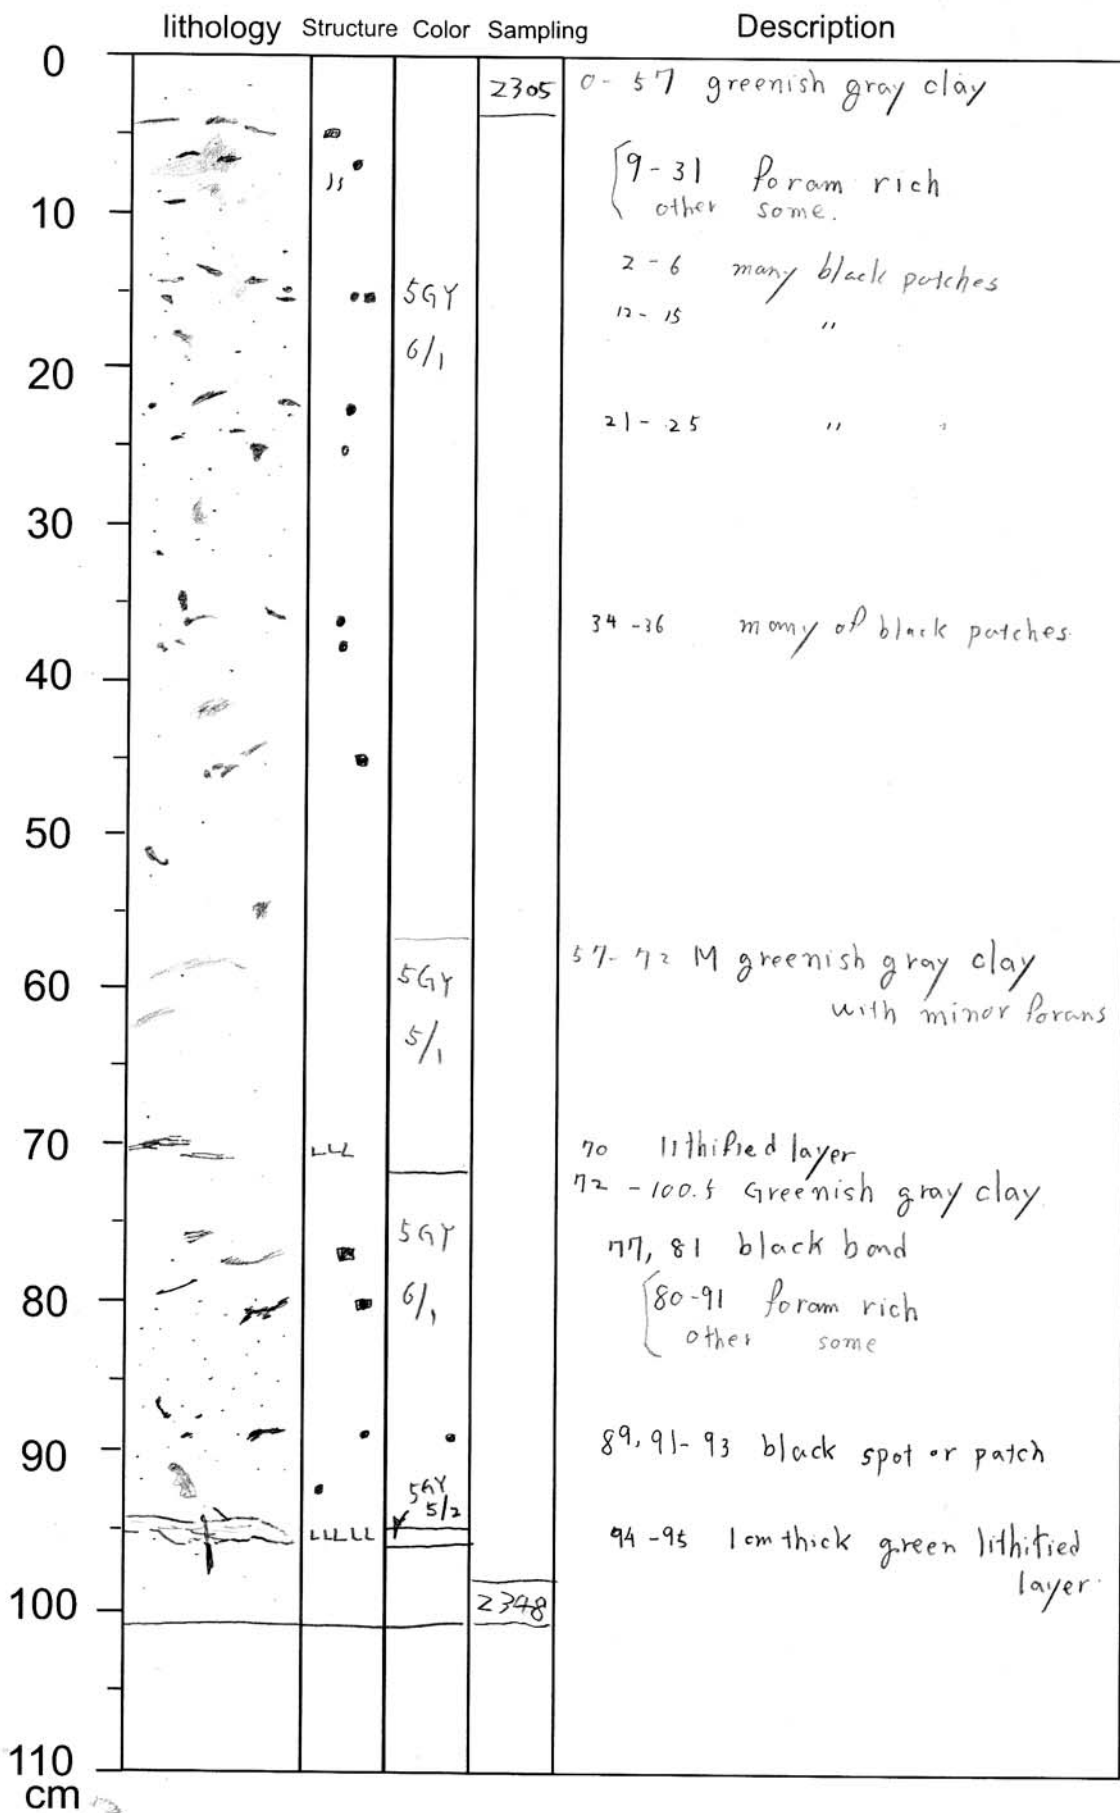 lithology Structure Color Sampling Description
0
2305
0 - 57 greenish gray clay
9 - 31 foram rich
other some.
10
2 - 6 many black patches
5GY
12 - 15 "
6/1
20
21 - 25 "
30
34 - 36 many of black patches.
40
50
57 - 72 M greenish gray clay
60
5GY
with minor forams
5/1
70
70 lithified layer
72 - 100.5 Greenish gray clay.
5GY
77, 81 black band
80
6/1
80-91 foram rich
other some
90
89, 91 - 93 black spot or patch
5GY
5/2
94 - 95 1cm thick green lithified
layer.
100
2348
110
cm